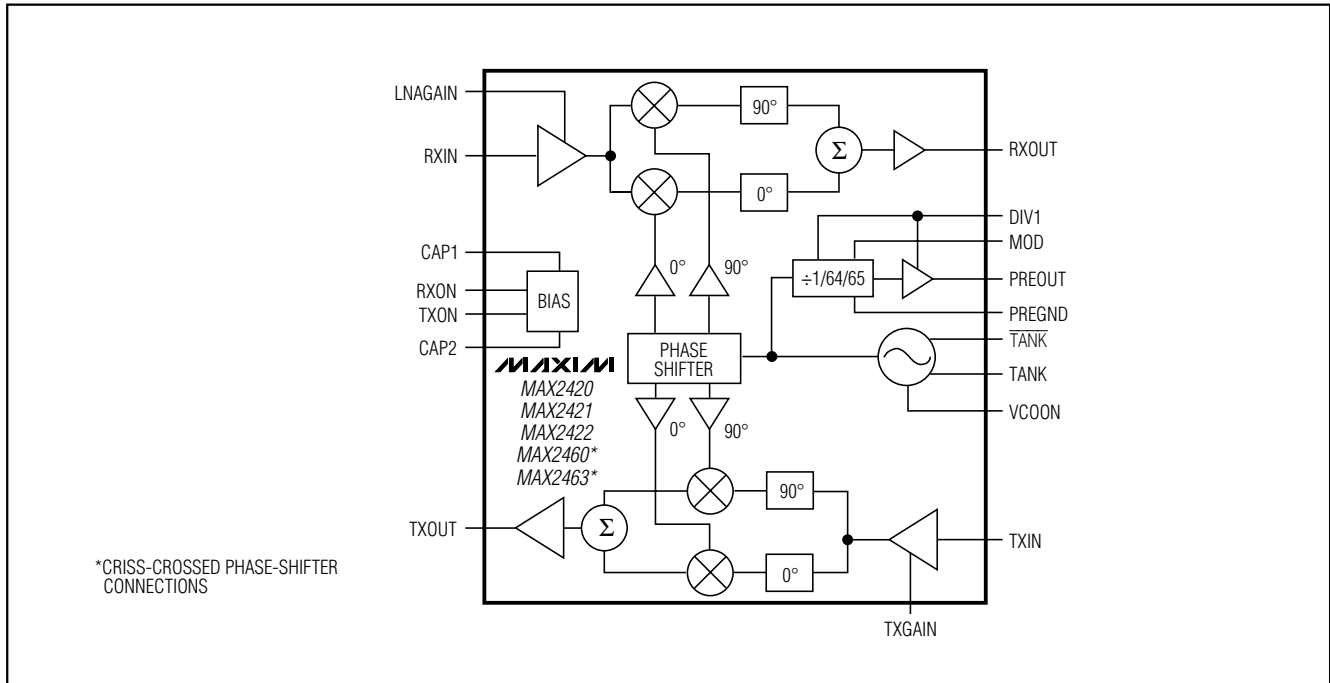 LNAGAIN
RXIN
90°
Σ
RXOUT
0°
DIV1
MOD
÷1/64/65
PREOUT
PREGND
CAP1
RXON
TXON
BIAS
CAP2
0°
90°
PHASE
SHIFTER
TANK
TANK
VCOON
MAXIM
MAX2420
MAX2421
MAX2422
MAX2460*
MAX2463*
0°
90°
90°
TXOUT
Σ
TXIN
0°
TXGAIN
*CRISS-CROSSED PHASE-SHIFTER
CONNECTIONS